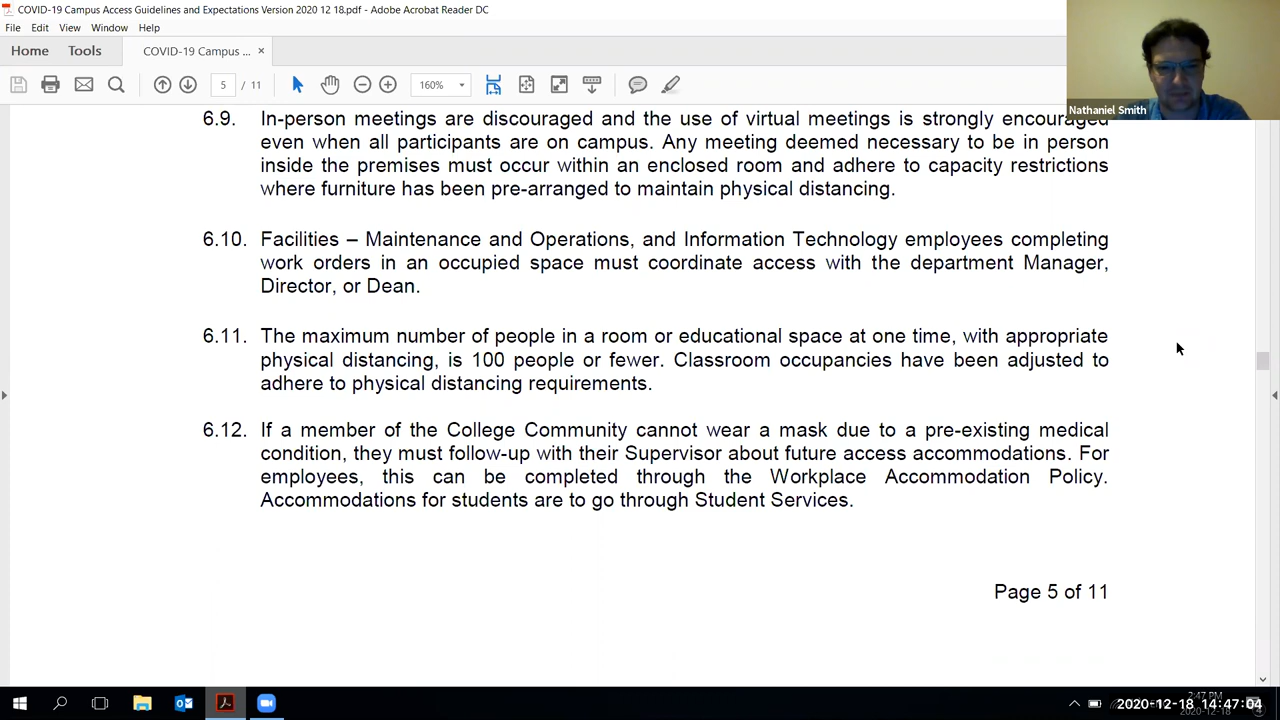 COVID-19 Campus Access Guidelines and Expectations Version 2020 12 18.pdf - Adobe Acrobat Reader DC
File Edit View Window Help
Home Tools COVID-19 Campus ... ×
5 / 11 160%
Nathaniel Smith
6.9. In-person meetings are discouraged and the use of virtual meetings is strongly encouraged
even when all participants are on campus. Any meeting deemed necessary to be in person
inside the premises must occur within an enclosed room and adhere to capacity restrictions
where furniture has been pre-arranged to maintain physical distancing.
6.10. Facilities – Maintenance and Operations, and Information Technology employees completing
work orders in an occupied space must coordinate access with the department Manager,
Director, or Dean.
6.11. The maximum number of people in a room or educational space at one time, with appropriate
physical distancing, is 100 people or fewer. Classroom occupancies have been adjusted to
adhere to physical distancing requirements.
6.12. If a member of the College Community cannot wear a mask due to a pre-existing medical
condition, they must follow-up with their Supervisor about future access accommodations. For
employees, this can be completed through the Workplace Accommodation Policy.
Accommodations for students are to go through Student Services.
Page 5 of 11
2:47 PM
2020-12-18 14:47:04
2020-12-18